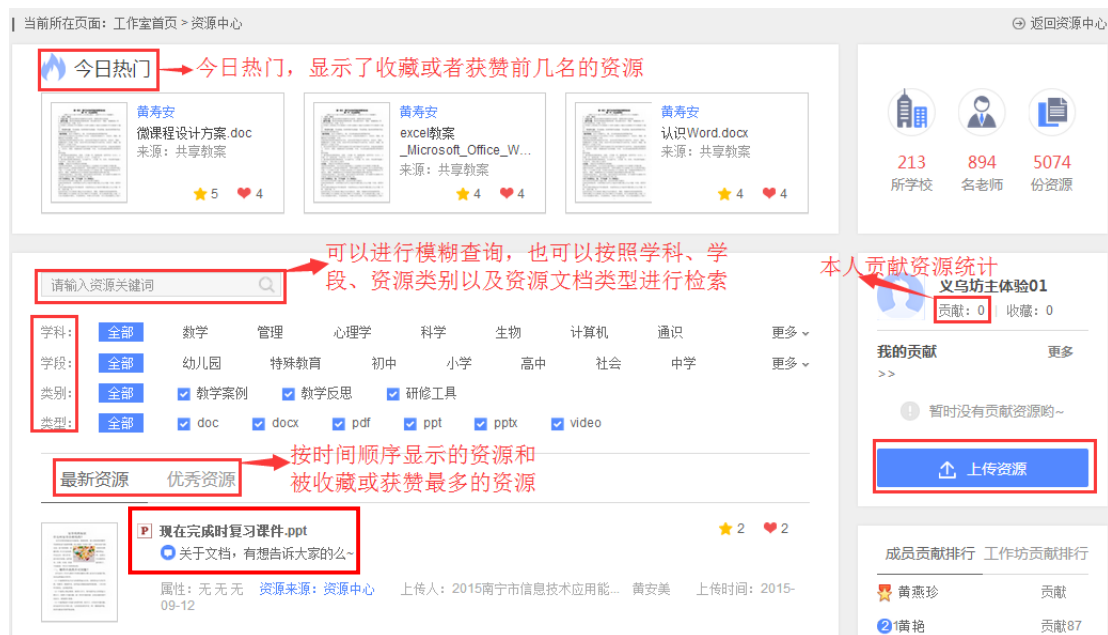 当前所在页面：工作室首页 > 资源中心
返回资源中心
今日热门
今日热门，显示了收藏或者获赞前几名的资源
黄寿安
微课程设计方案.doc
来源：共享教案
5 4
黄寿安
excel教案
_Microsoft_Office_W...
来源：共享教案
4 4
黄寿安
认识Word.docx
来源：共享教案
4 4
213 894 5074
所学校 名老师 份资源
可以进行模糊查询，也可以按照学科、学
段、资源类别以及资源文档类型进行检索
请输入资源关键词
学科： 全部 数学 管理 心理学 科学 生物 计算机 通识 更多
学段： 全部 幼儿园 特殊教育 初中 小学 高中 社会 中学 更多
类别： 全部 教学案例 教学反思 研修工具
类型： 全部 doc docx pdf ppt pptx video
本人贡献资源统计
义乌坊主体验01
贡献：0 收藏：0
我的贡献 更多
>>
暂时没有贡献资源哟~
上传资源
按时间顺序显示的资源和
被收藏或获赞最多的资源
最新资源 优秀资源
P 现在完成时复习课件.ppt
2 2
关于文档，有想告诉大家的么~
属性：无 无 无 资源来源：资源中心 上传人：2015南宁市信息技术应用能... 黄安美 上传时间：2015-
09-12
成员贡献排行 工作坊贡献排行
黄燕珍 贡献
2 1黄艳 贡献87